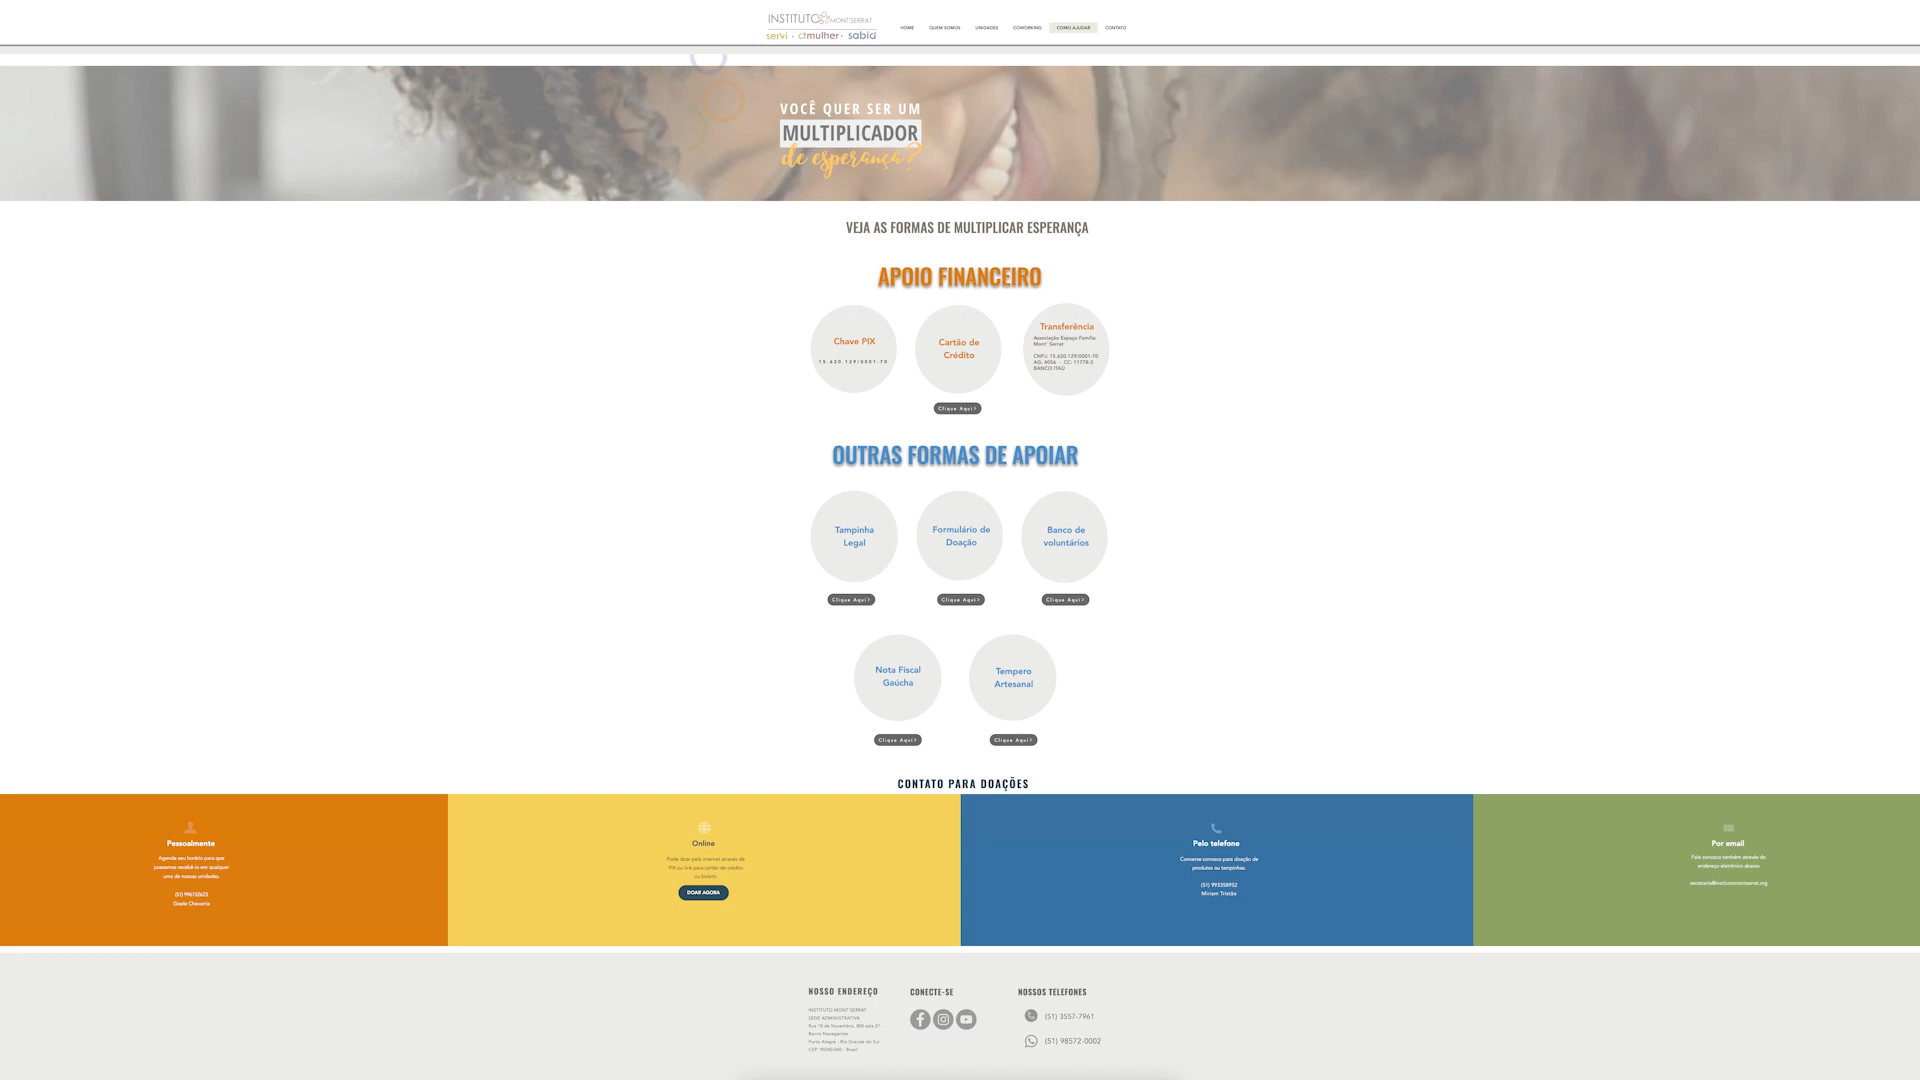 INSTITUTO MONT'SERRAT
servi - ctmulher - sabiá
HOME
QUEM SOMOS
UNIDADES
COWORKING
COMO AJUDAR
CONTATO
VOCÊ QUER SER UM
MULTIPLICADOR
de esperança?
VEJA AS FORMAS DE MULTIPLICAR ESPERANÇA
APOIO FINANCEIRO
Chave PIX
15.620.129/0001-70
Cartão de
Crédito
Clique Aqui >
Transferência
Associação Espaço Família
Mont' Serrat
CNPJ: 15.620.129/0001-70
AG: 4056 - CC: 11778-3
BANCO ITAÚ
OUTRAS FORMAS DE APOIAR
Tampinha
Legal
Clique Aqui >
Formulário de
Doação
Clique Aqui >
Banco de
voluntários
Clique Aqui >
Nota Fiscal
Gaúcha
Clique Aqui >
Tempero
Artesanal
Clique Aqui >
CONTATO PARA DOAÇÕES
Pessoalmente
Agende seu horário para que
possamos recebê-lo em qualquer
uma de nossas unidades.
(51) 996152623
Gisele Chavarria
Online
Pode doar pela internet através de
PIX ou link para cartão de crédito
ou boleto.
DOAR AGORA
Pelo telefone
Converse conosco para doação de
produtos ou tampinhas.
(51) 993358952
Miriam Tristão
Por email
Fale conosco também através do
endereço eletrônico abaixo
secretaria@institutomontserrat.org
NOSSO ENDEREÇO
INSTITUTO MONT'SERRAT
SEDE ADMINISTRATIVA
Rua 18 de Novembro, 800 sala 37 -
Bairro Navegantes
Porto Alegre - Rio Grande do Sul
CEP: 90240-040 - Brasil
CONECTE-SE
NOSSOS TELEFONES
(51) 3557-7961
(51) 98572-0002